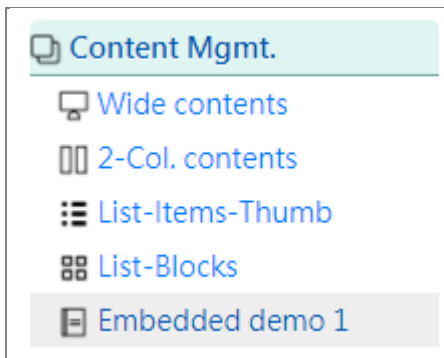 Content Mgmt.
Wide contents
2-Col. contents
List-Items-Thumb
List-Blocks
Embedded demo 1